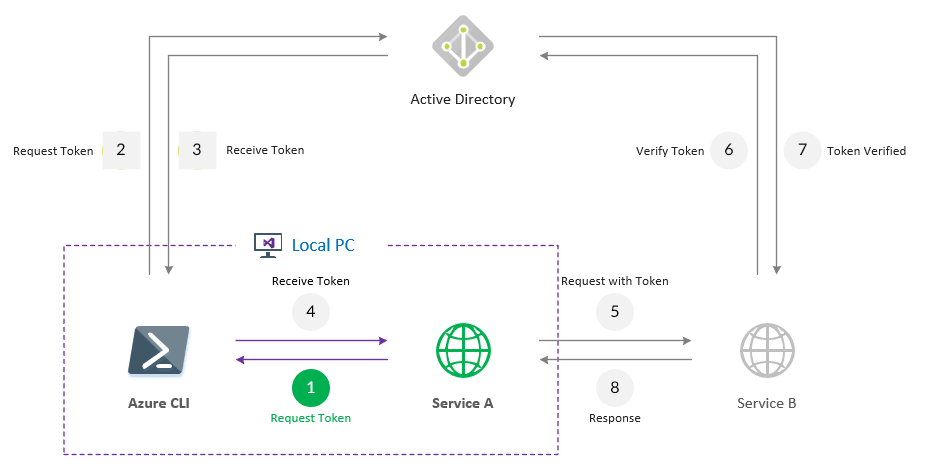 Active Directory
Request Token
2
3
Receive Token
Verify Token
6
7
Token Verified
Local PC
Receive Token
4
Request with Token
5
1
Request Token
8
Response
Azure CLI
Service A
Service B